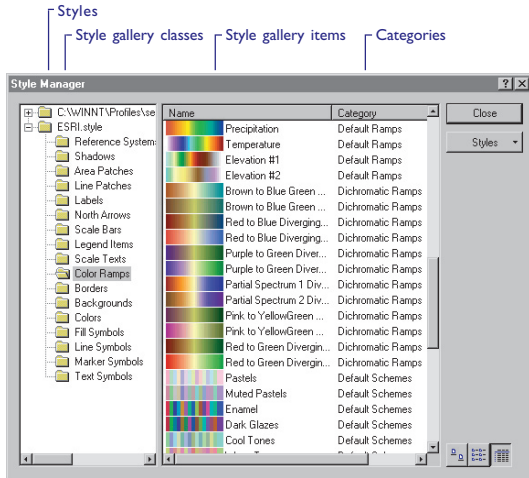 Styles
Style gallery classes
Style gallery items
Categories
Style Manager
C:\WINNT\Profiles\se
ESRI.style
Reference System
Shadows
Area Patches
Line Patches
Labels
North Arrows
Scale Bars
Legend Items
Scale Texts
Color Ramps
Borders
Backgrounds
Colors
Fill Symbols
Line Symbols
Marker Symbols
Text Symbols
Name Category
Precipitation Default Ramps
Temperature Default Ramps
Elevation #1 Default Ramps
Elevation #2 Default Ramps
Brown to Blue Green ... Dichromatic Ramps
Brown to Blue Green ... Dichromatic Ramps
Red to Blue Diverging... Dichromatic Ramps
Red to Blue Diverging... Dichromatic Ramps
Purple to Green Diver... Dichromatic Ramps
Purple to Green Diver... Dichromatic Ramps
Partial Spectrum 1 Div... Dichromatic Ramps
Partial Spectrum 2 Div... Dichromatic Ramps
Pink to YellowGreen ... Dichromatic Ramps
Pink to YellowGreen ... Dichromatic Ramps
Red to Green Divergin... Dichromatic Ramps
Red to Green Divergin... Dichromatic Ramps
Pastels Default Schemes
Muted Pastels Default Schemes
Enamel Default Schemes
Dark Glazes Default Schemes
Cool Tones Default Schemes
Close
Styles